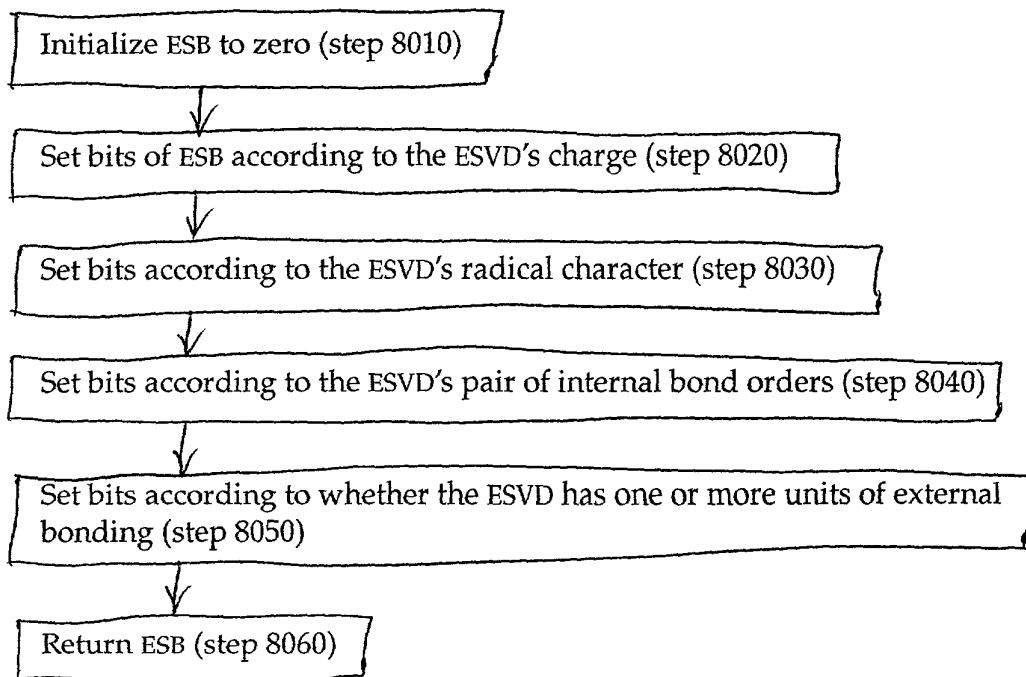 Initialize ESB to zero (step 8010)
Set bits of ESB according to the ESVD's charge (step 8020)
Set bits according to the ESVD's radical character (step 8030)
Set bits according to the ESVD's pair of internal bond orders (step 8040)
Set bits according to whether the ESVD has one or more units of external
bonding (step 8050)
Return ESB (step 8060)